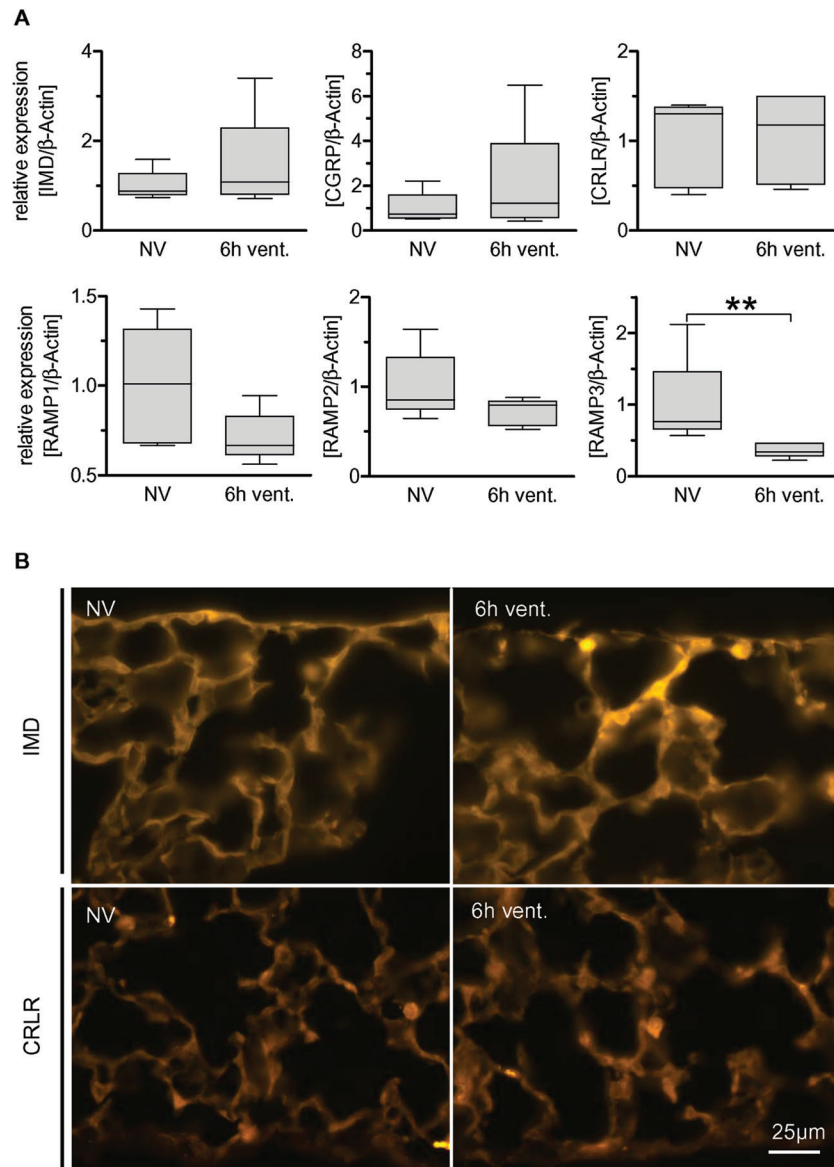 A
relative expression
[IMD/β-Actin]
4
2
0
NV 6h vent.
[CGRP/β-Actin]
8
6
4
2
0
NV 6h vent.
[CRLR/β-Actin]
2
1
0
NV 6h vent.
relative expression
[RAMP1/β-Actin]
1.5
1.0
0.5
NV 6h vent.
[RAMP2/β-Actin]
2
1
0
NV 6h vent.
[RAMP3/β-Actin]
2
1
0
**
NV 6h vent.
B
IMD
NV
6h vent.
CRLR
NV
6h vent.
25μm